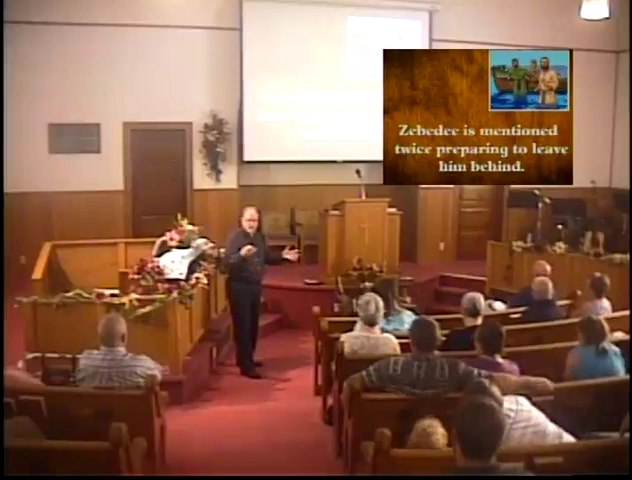 Zebedee is mentioned
twice preparing to leave
him behind.